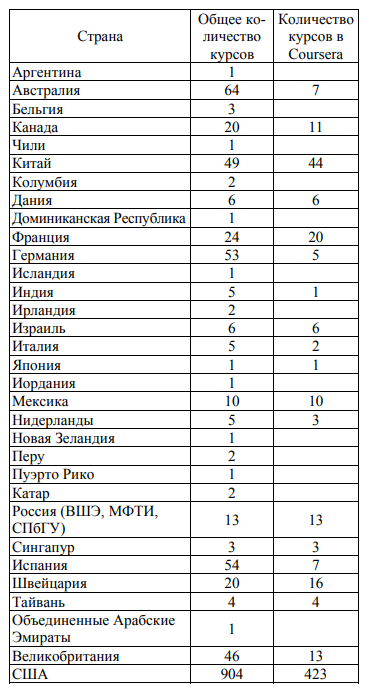 Страна Общее ко- Количество
личество курсов в
курсов Coursera
Аргентина 1
Австралия 64 7
Бельгия 3
Канада 20 11
Чили 1
Китай 49 44
Колумбия 2
Дания 6 6
Доминиканская Республика 1
Франция 24 20
Германия 53 5
Исландия 1
Индия 5 1
Ирландия 2
Израиль 6 6
Италия 5 2
Япония 1 1
Иордания 1
Мексика 10 10
Нидерланды 5 3
Новая Зеландия 1
Перу 2
Пуэрто Рико 1
Катар 2
Россия (ВШЭ, МФТИ,
СПбГУ) 13 13
Сингапур 3 3
Испания 54 7
Швейцария 20 16
Тайвань 4 4
Объединенные Арабские
Эмираты 1
Великобритания 46 13
США 904 423